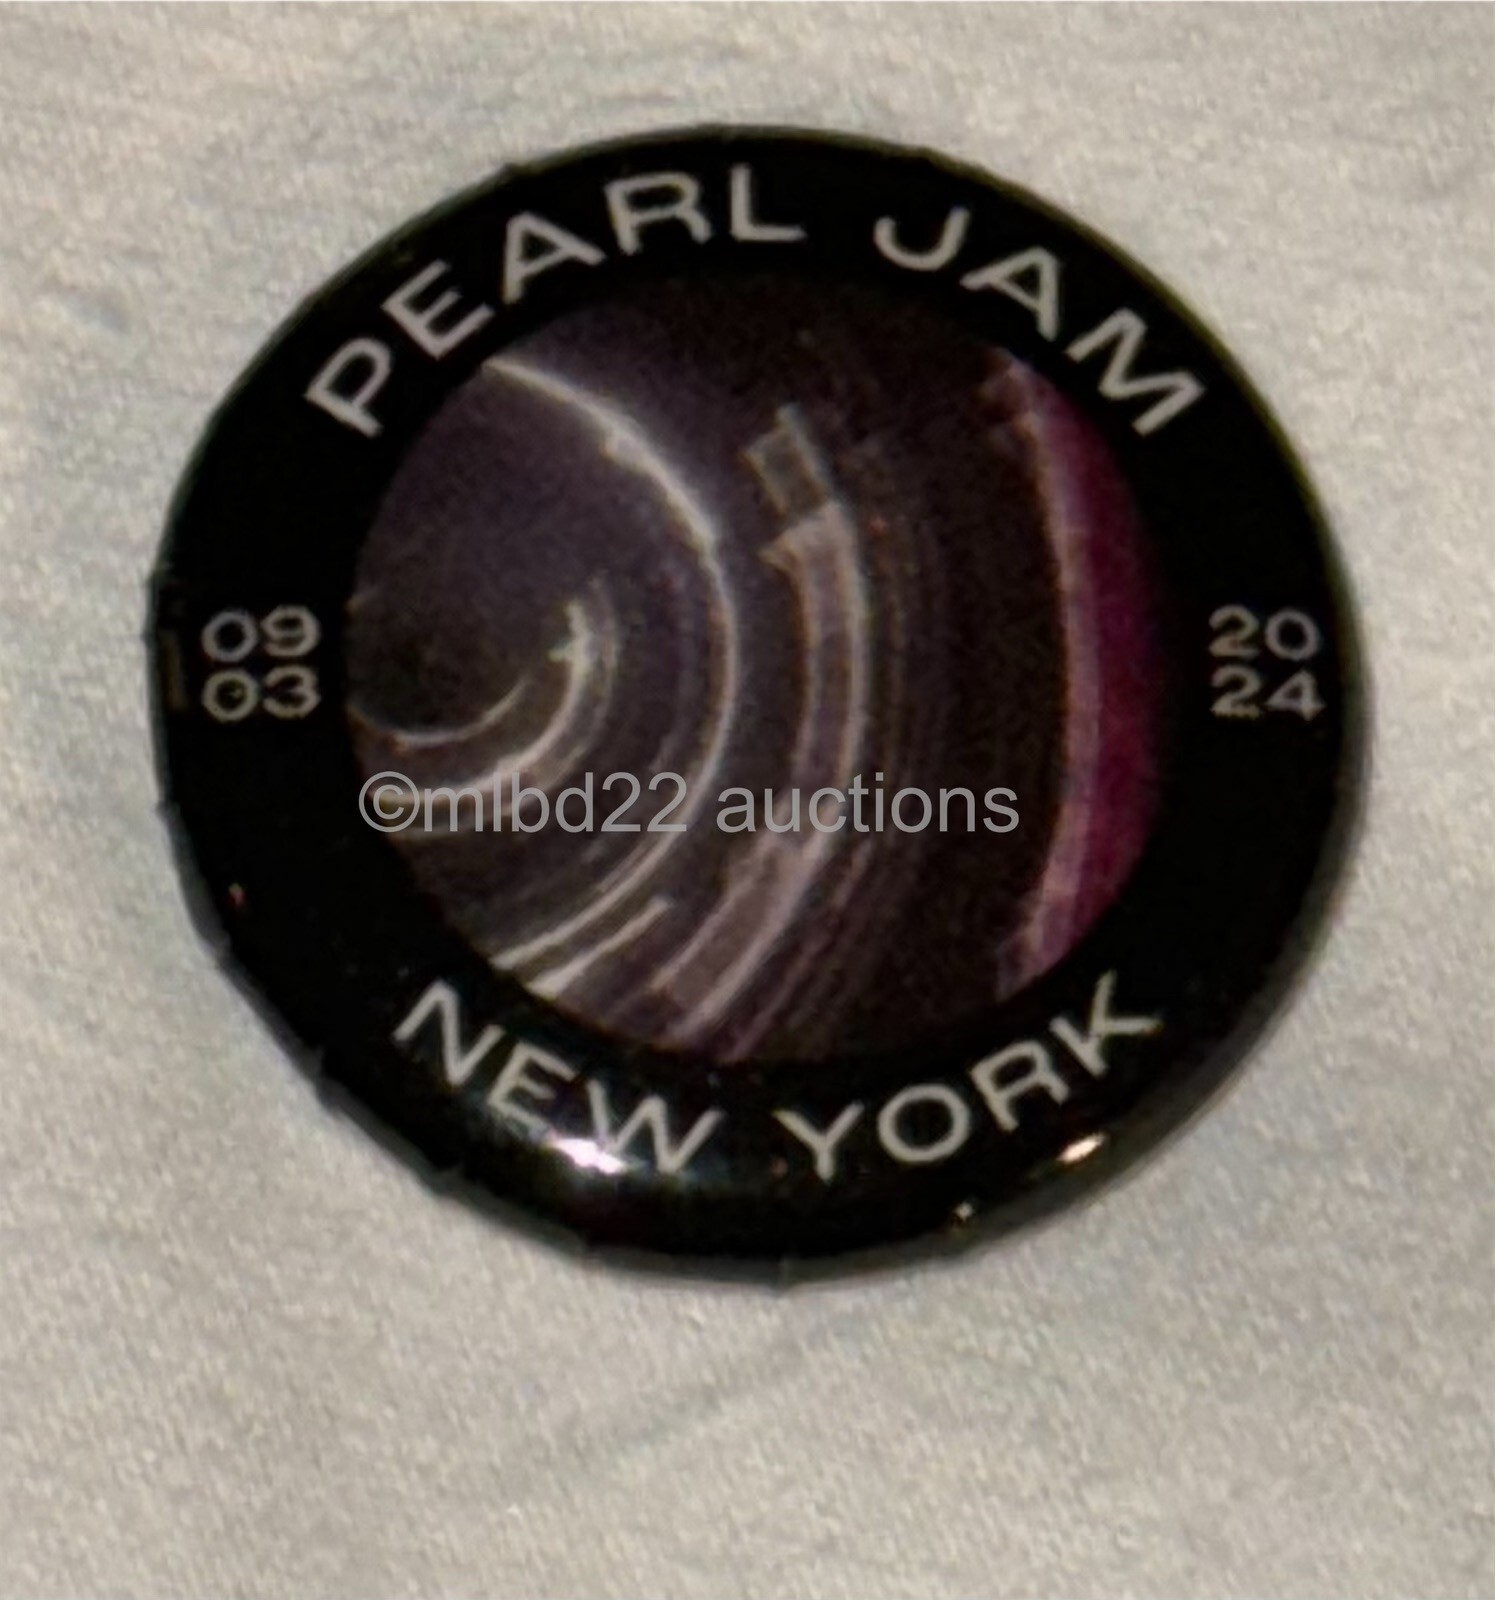 PEARL JAM
09
03
20
24
©mlbd22 auctions
NEW YORK